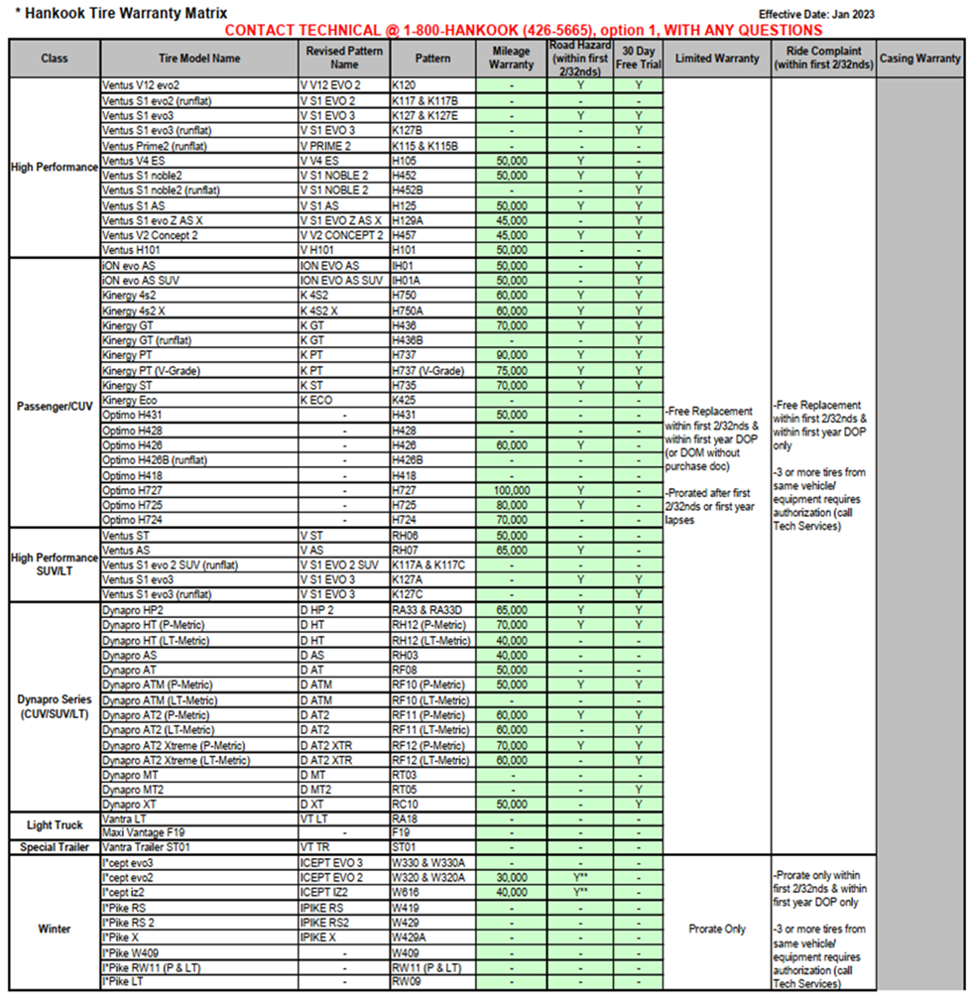 * Hankook Tire Warranty Matrix
Effective Date: Jan 2023
CONTACT TECHNICAL @ 1-800-HANKOOK (426-5665), option 1, WITH ANY QUESTIONS
Class Tire Model Name Revised Pattern Name Pattern Mileage Warranty Road Hazard (within first 2/32nds) 30 Day Free Trial Limited Warranty Ride Complaint (within first 2/32nds) Casing Warranty
High Performance
Ventus V12 evo2 V V12 EVO 2 K120 - Y Y
Ventus S1 evo2 (runflat) V S1 EVO 2 K117 & K117B - - -
Ventus S1 evo3 V S1 EVO 3 K127 & K127E - Y Y
Ventus S1 evo3 (runflat) V S1 EVO 3 K127B - - Y
Ventus Prime2 (runflat) V PRIME 2 K115 & K115B - - -
Ventus V4 ES V V4 ES H105 50,000 Y -
Ventus S1 noble2 V S1 NOBLE 2 H452 50,000 Y Y
Ventus S1 noble2 (runflat) V S1 NOBLE 2 H452B - - Y
Ventus S1 AS V S1 AS H125 50,000 Y Y
Ventus S1 evo Z AS X V S1 EVO Z AS X H129A 45,000 - Y
Ventus V2 Concept 2 V V2 CONCEPT 2 H457 45,000 Y Y
Ventus H101 V H101 H101 50,000 - -
Passenger/CUV
iON evo AS ION EVO AS IH01 50,000 - Y
iON evo AS SUV ION EVO AS SUV IH01A 50,000 - Y
Kinergy 4s2 K 4S2 H750 60,000 Y Y
Kinergy 4s2 X K 4S2 X H750A 60,000 Y Y
Kinergy GT K GT H436 70,000 Y Y
Kinergy GT (runflat) K GT H436B - - Y
Kinergy PT K PT H737 90,000 Y Y
Kinergy PT (V-Grade) K PT H737 (V-Grade) 75,000 Y Y
Kinergy ST K ST H735 70,000 Y Y
Kinergy Eco K ECO K425 - - -
Optimo H431 - H431 50,000 - -
Optimo H428 - H428 - - -
Optimo H426 - H426 60,000 Y -
Optimo H426B (runflat) - H426B - - -
Optimo H418 - H418 - - -
Optimo H727 - H727 100,000 Y -
Optimo H725 - H725 80,000 Y -
Optimo H724 - H724 70,000 - -
High Performance SUV/LT
Ventus ST V ST RH06 50,000 - -
Ventus AS V AS RH07 65,000 Y -
Ventus S1 evo 2 SUV (runflat) V S1 EVO 2 SUV K117A & K117C - - -
Ventus S1 evo3 V S1 EVO 3 K127A - Y Y
Ventus S1 evo3 (runflat) V S1 EVO 3 K127C - - Y
Dynapro Series (CUV/SUV/LT)
Dynapro HP2 D HP 2 RA33 & RA33D 65,000 Y Y
Dynapro HT (P-Metric) D HT RH12 (P-Metric) 70,000 Y Y
Dynapro HT (LT-Metric) D HT RH12 (LT-Metric) 40,000 - -
Dynapro AS D AS RH03 40,000 - -
Dynapro AT D AT RF08 50,000 - -
Dynapro ATM (P-Metric) D ATM RF10 (P-Metric) 50,000 Y Y
Dynapro ATM (LT-Metric) D ATM RF10 (LT-Metric) - - -
Dynapro AT2 (P-Metric) D AT2 RF11 (P-Metric) 60,000 Y Y
Dynapro AT2 (LT-Metric) D AT2 RF11 (LT-Metric) 60,000 - Y
Dynapro AT2 Xtreme (P-Metric) D AT2 XTR RF12 (P-Metric) 70,000 Y Y
Dynapro AT2 Xtreme (LT-Metric) D AT2 XTR RF12 (LT-Metric) 60,000 - Y
Dynapro MT D MT RT03 - - -
Dynapro MT2 D MT2 RT05 - - Y
Dynapro XT D XT RC10 50,000 - Y
Light Truck
Vantra LT VT LT RA18 - - -
Maxi Vantage F19 - F19 - - -
Special Trailer Vantra Trailer ST01 VT TR ST01 - - -
-Free Replacement
within first 2/32nds &
within first year DOP
(or DOM without
purchase doc)
-Prorated after first
2/32nds or first year
lapses
-Free Replacement
within first 2/32nds &
within first year DOP
only
-3 or more tires from
same vehicle/
equipment requires
authorization (call
Tech Services)
Winter
I*cept evo3 ICEPT EVO 3 W330 & W330A - - -
I*cept evo2 ICEPT EVO 2 W320 & W320A 30,000 Y** -
I*cept iz2 ICEPT IZ2 W616 40,000 Y** -
I*Pike RS IPIKE RS W419 - - -
I*Pike RS 2 IPIKE RS2 W429 - - -
I*Pike X IPIKE X W429A - - -
I*Pike W409 - W409 - - -
I*Pike RW11 (P & LT) - RW11 (P & LT) - - -
I*Pike LT - RW09 - - -
Prorate Only
-Prorate only within
first 2/32nds & within
first year DOP only
-3 or more tires from
same vehicle/
equipment requires
authorization (call
Tech Services)